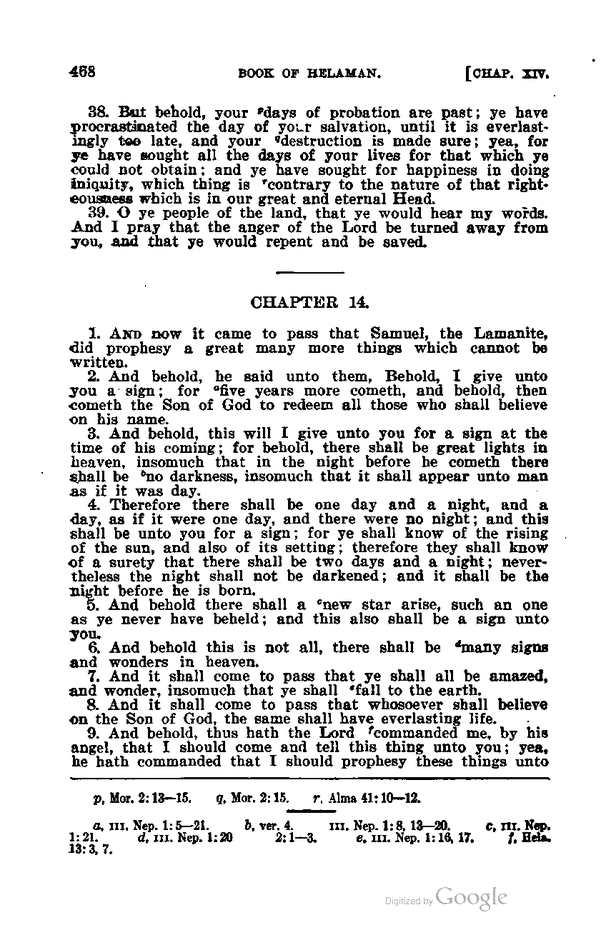 468 BOOK OF HELAMAN. [CHAP. XIV.
38. But behold, your ᵖdays of probation are past; ye have
procrastinated the day of your salvation, until it is everlast-
ingly too late, and your ᑫdestruction is made sure; yea, for
ye have sought all the days of your lives for that which ye
could not obtain; and ye have sought for happiness in doing
iniquity, which thing is ʳcontrary to the nature of that right-
eousness which is in our great and eternal Head.
39. O ye people of the land, that ye would hear my words.
And I pray that the anger of the Lord be turned away from
you, and that ye would repent and be saved.
CHAPTER 14.
1. AND now it came to pass that Samuel, the Lamanite,
did prophesy a great many more things which cannot be
written.
2. And behold, he said unto them, Behold, I give unto
you a sign; for ᵃfive years more cometh, and behold, then
cometh the Son of God to redeem all those who shall believe
on his name.
3. And behold, this will I give unto you for a sign at the
time of his coming; for behold, there shall be great lights in
heaven, insomuch that in the night before he cometh there
shall be ᵇno darkness, insomuch that it shall appear unto man
as if it was day.
4. Therefore there shall be one day and a night, and a
day, as if it were one day, and there were no night; and this
shall be unto you for a sign; for ye shall know of the rising
of the sun, and also of its setting; therefore they shall know
of a surety that there shall be two days and a night; never-
theless the night shall not be darkened; and it shall be the
night before he is born.
5. And behold there shall a ᶜnew star arise, such an one
as ye never have beheld; and this also shall be a sign unto
you.
6. And behold this is not all, there shall be ᵈmany signs
and wonders in heaven.
7. And it shall come to pass that ye shall all be amazed,
and wonder, insomuch that ye shall ᵉfall to the earth.
8. And it shall come to pass that whosoever shall believe
on the Son of God, the same shall have everlasting life.
9. And behold, thus hath the Lord ᶠcommanded me, by his
angel, that I should come and tell this thing unto you; yea,
he hath commanded that I should prophesy these things unto
p, Mor. 2:13—15. q, Mor. 2:15. r, Alma 41:10—12.
a, III. Nep. 1:5—21. b, ver. 4. III. Nep. 1:8, 13—20. c, III. Nep.
1:21. d, III. Nep. 1:20 2:1—3. e, III. Nep. 1:16, 17. f, Hela.
13:3, 7.
Digitized by Google